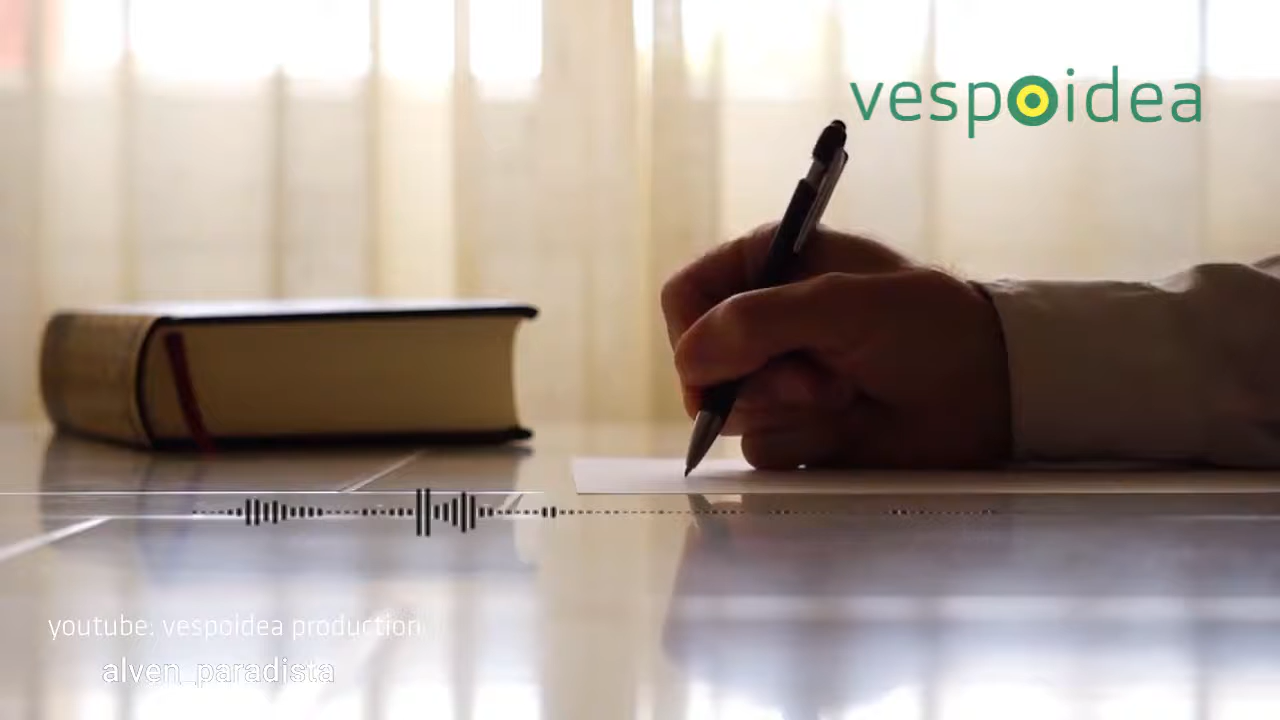 vespoidea
youtube: vespoidea production
alven_paradista